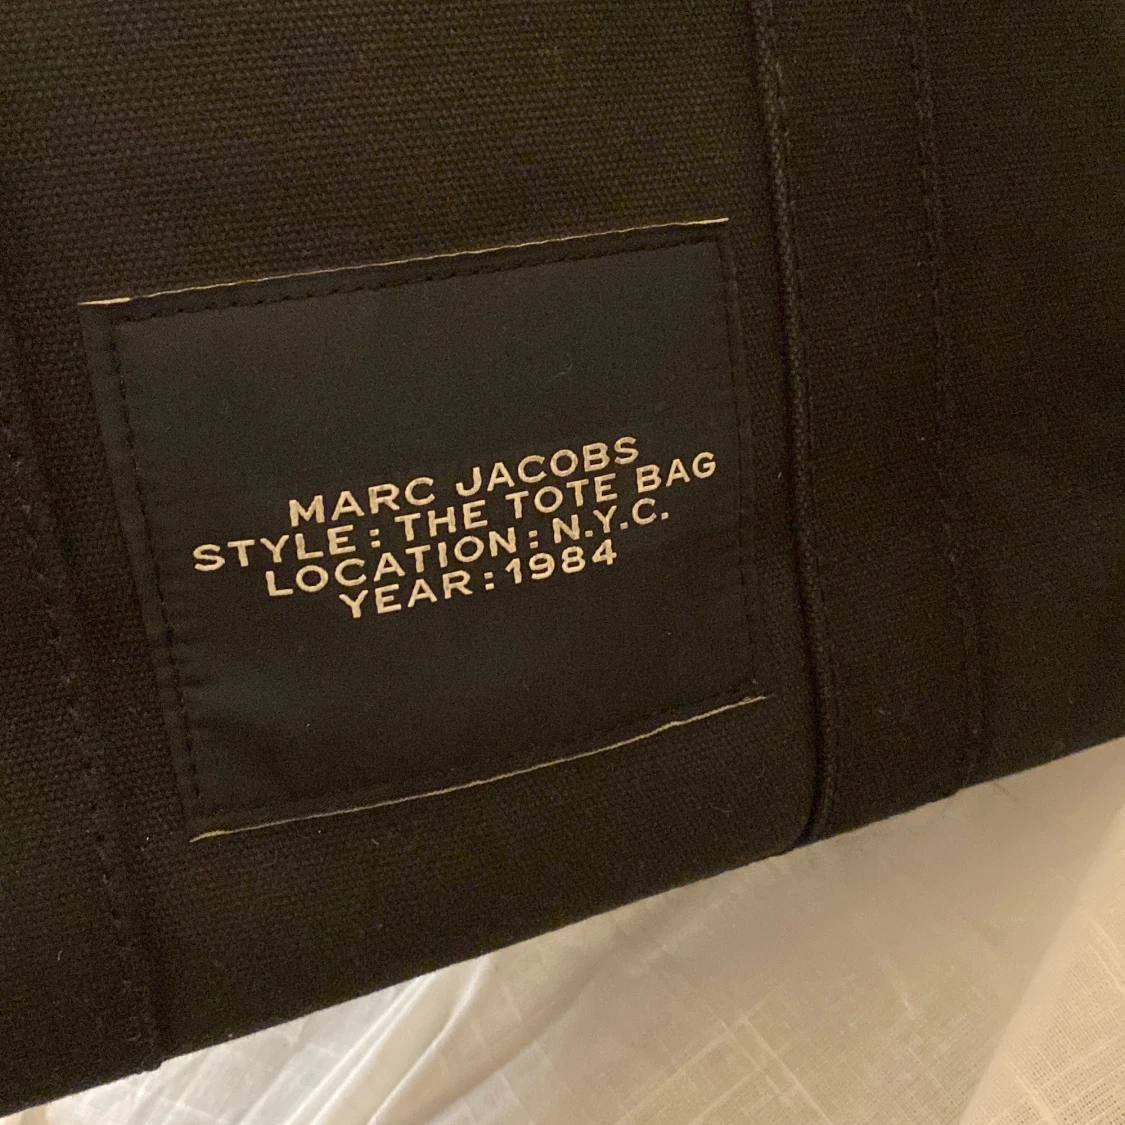 MARC JACOBS
STYLE: THE TOTE BAG
LOCATION: N.Y.C.
YEAR:1984